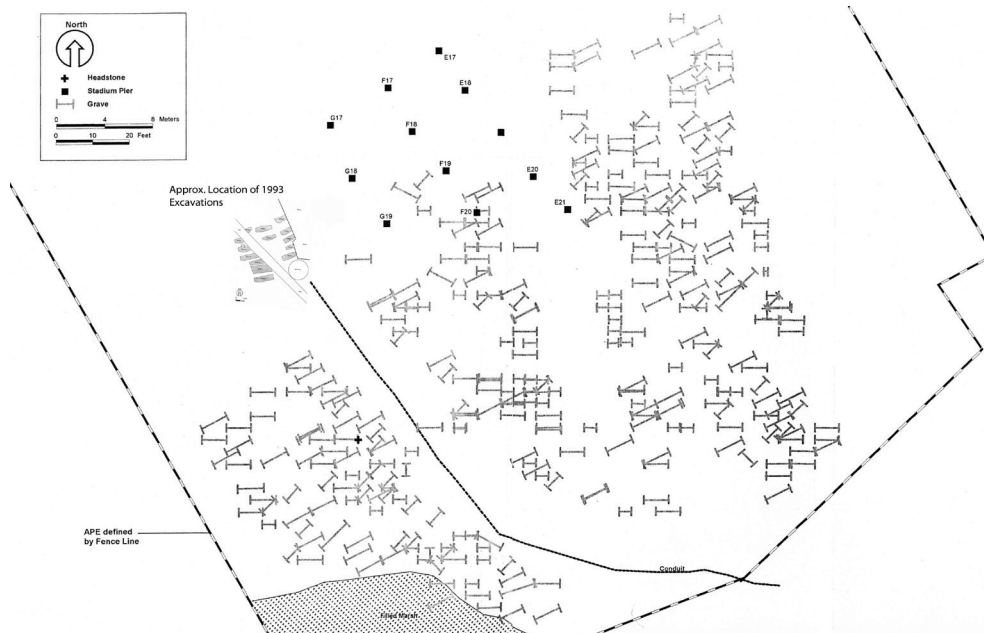 North
Headstone
Stadium Pier
Grave
0 4 8 Meters
0 10 20 Feet
E17
F17
E18
G17
F18
F19
G18
E20
Approx. Location of 1993
Excavations
E21
F20
G19
APE defined
by Fence Line
Conduit
Filled Marsh